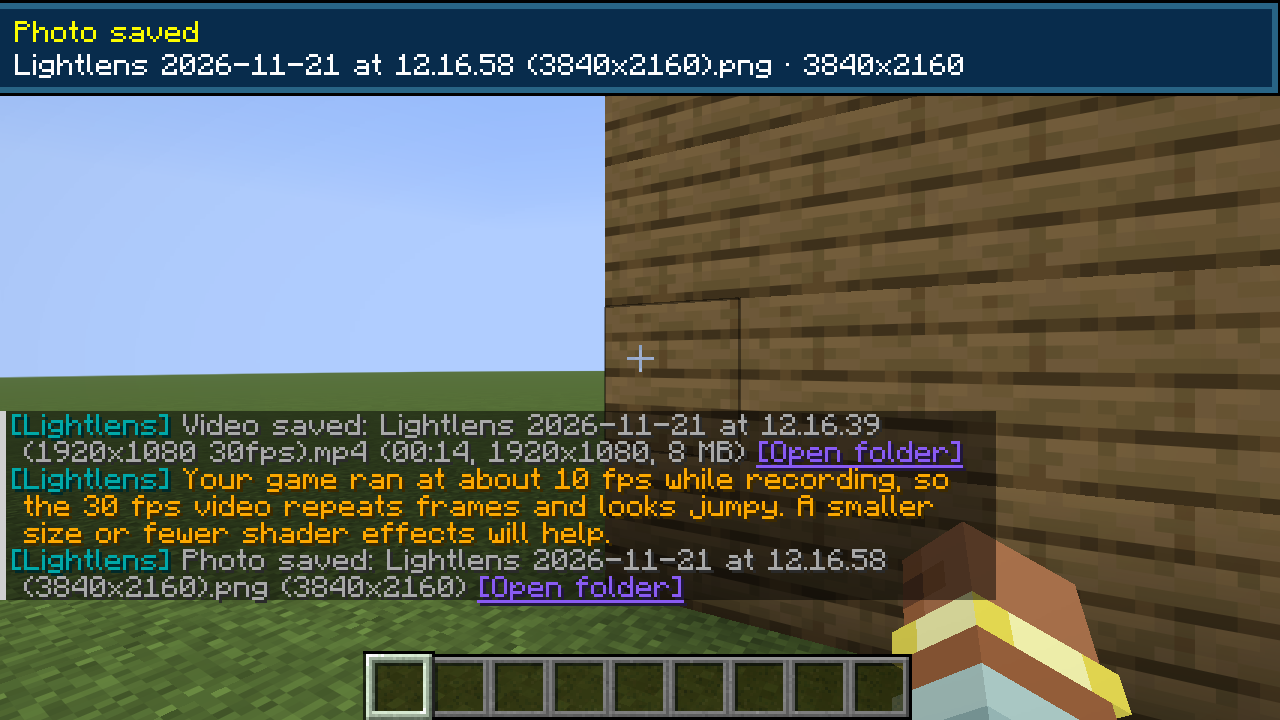 Photo saved
Lightlens 2026-11-21 at 12.16.58 (3840x2160).png · 3840x2160
[Lightlens] Video saved: Lightlens 2026-11-21 at 12.16.39
(1920x1080 30fps).mp4 (00:14, 1920x1080, 8 MB) [Open folder]
[Lightlens] Your game ran at about 10 fps while recording, so
the 30 fps video repeats frames and looks jumpy. A smaller
size or fewer shader effects will help.
[Lightlens] Photo saved: Lightlens 2026-11-21 at 12.16.58
(3840x2160).png (3840x2160) [Open folder]